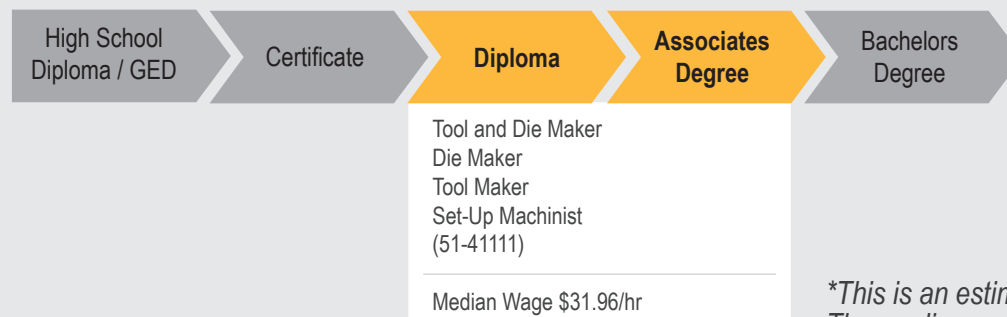 High School
Diploma / GED
Certificate
Diploma
Associates
Degree
Bachelors
Degree
Tool and Die Maker
Die Maker
Tool Maker
Set-Up Machinist
(51-41111)
Median Wage $31.96/hr
*This is an